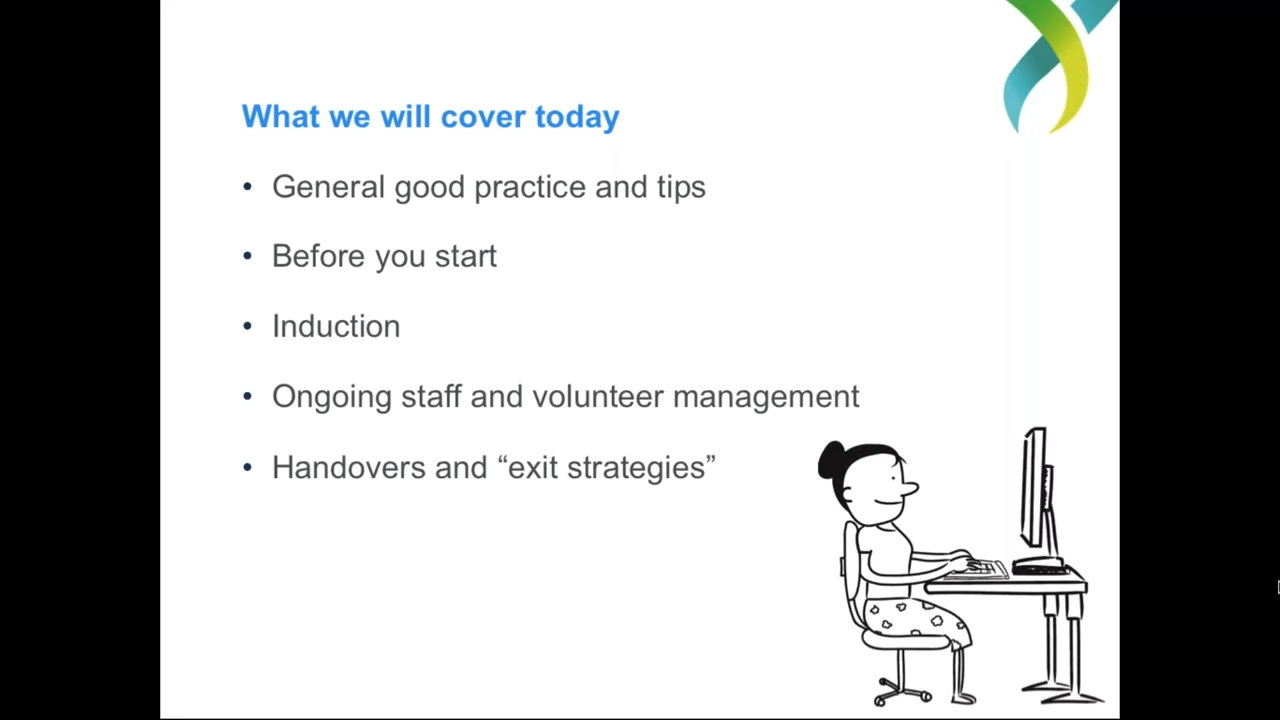 What we will cover today
• General good practice and tips
• Before you start
• Induction
• Ongoing staff and volunteer management
• Handovers and “exit strategies”